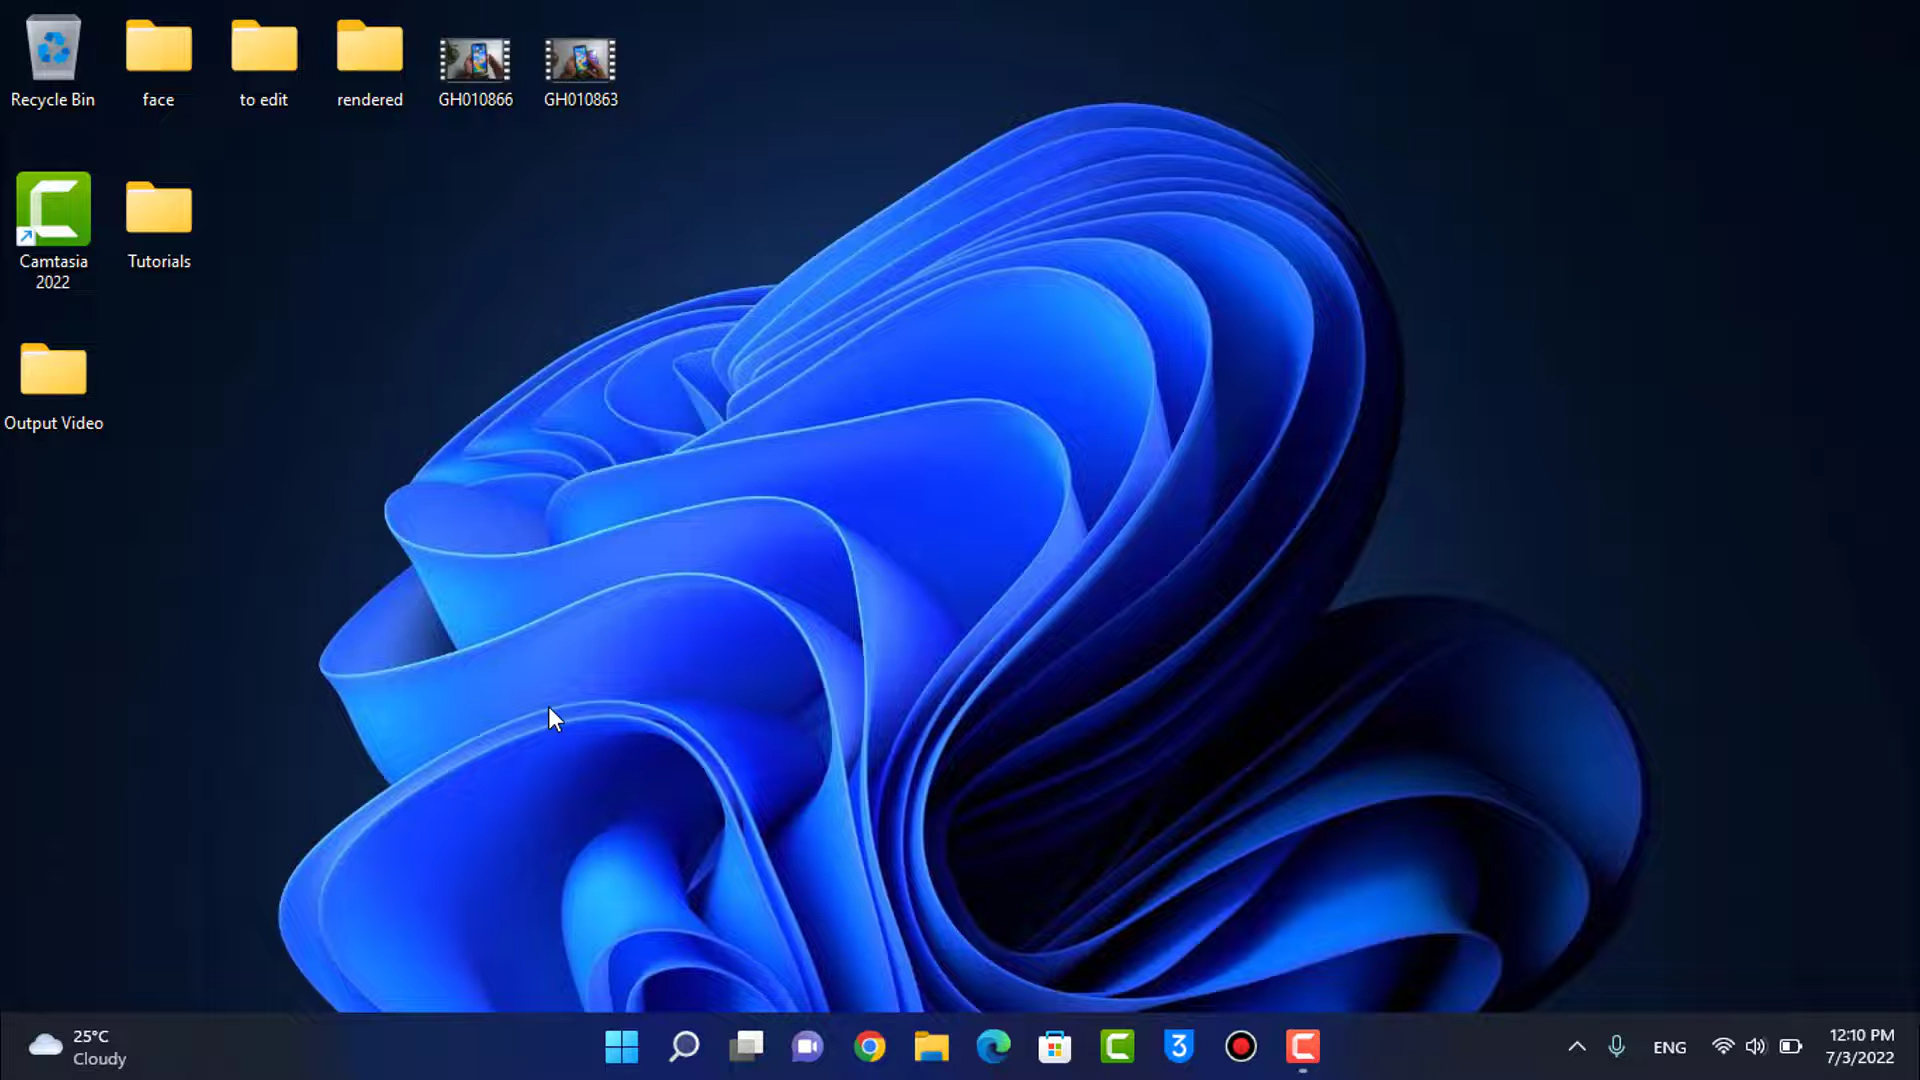 Recycle Bin
face
to edit
rendered
GH010866
GH010863
Camtasia
2022
Tutorials
Output Video
25°C
Cloudy
3
ENG
12:10 PM
7/3/2022